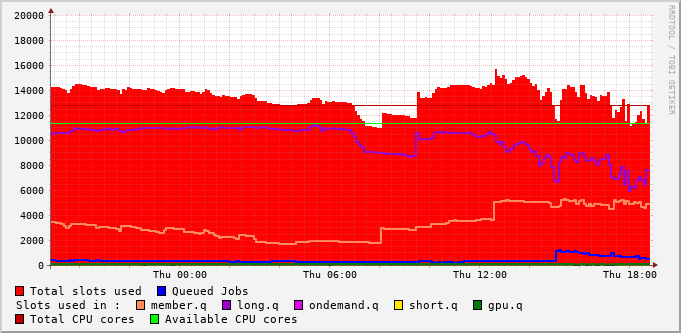 20000
18000
16000
14000
12000
10000
8000
6000
4000
2000
0
Thu 00:00 Thu 06:00 Thu 12:00 Thu 18:00
RRDTOOL / TOBI OETIKER
Total slots used Queued Jobs
Slots used in : member.q long.q ondemand.q short.q gpu.q
Total CPU cores Available CPU cores